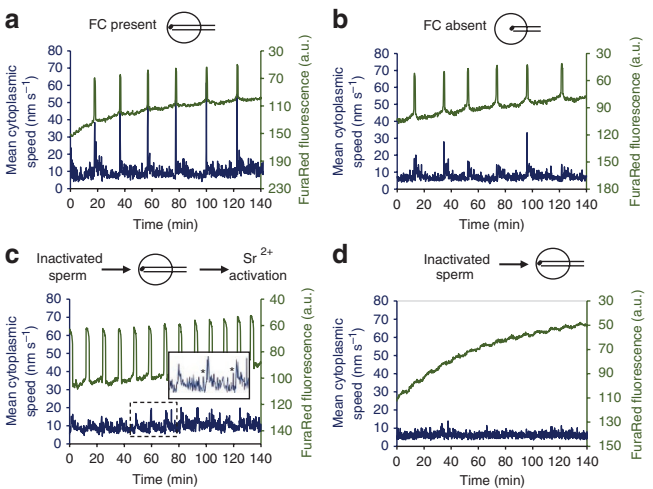 a
FC present
Mean cytoplasmic
speed (nm s⁻¹)
80
70
60
50
40
30
20
10
0
30
70
110
150
190
230
FuraRed fluorescence (a.u.)
0 20 40 60 80 100 120 140
Time (min)
b
FC absent
Mean cytoplasmic
speed (nm s⁻¹)
80
70
60
50
40
30
20
10
0
30
60
90
120
150
180
FuraRed fluorescence (a.u.)
0 20 40 60 80 100 120 140
Time (min)
c
Inactivated
sperm
Sr 2+
activation
Mean cytoplasmic
speed (nm s⁻¹)
80
70
60
50
40
30
20
10
0
* *
40
60
80
100
120
140
FuraRed fluorescence (a.u.)
0 20 40 60 80 100 120 140
Time (min)
d
Inactivated
sperm
Mean cytoplasmic
speed (nm s⁻¹)
80
70
60
50
40
30
20
10
0
30
50
70
90
110
130
150
FuraRed fluorescence (a.u.)
0 20 40 60 80 100 120 140
Time (min)